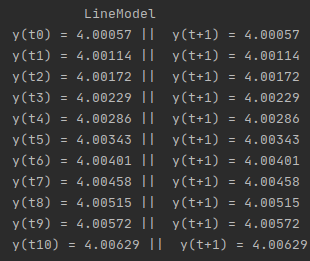 LineModel
y(t0) = 4.00057 || y(t+1) = 4.00057
y(t1) = 4.00114 || y(t+1) = 4.00114
y(t2) = 4.00172 || y(t+1) = 4.00172
y(t3) = 4.00229 || y(t+1) = 4.00229
y(t4) = 4.00286 || y(t+1) = 4.00286
y(t5) = 4.00343 || y(t+1) = 4.00343
y(t6) = 4.00401 || y(t+1) = 4.00401
y(t7) = 4.00458 || y(t+1) = 4.00458
y(t8) = 4.00515 || y(t+1) = 4.00515
y(t9) = 4.00572 || y(t+1) = 4.00572
y(t10) = 4.00629 || y(t+1) = 4.00629